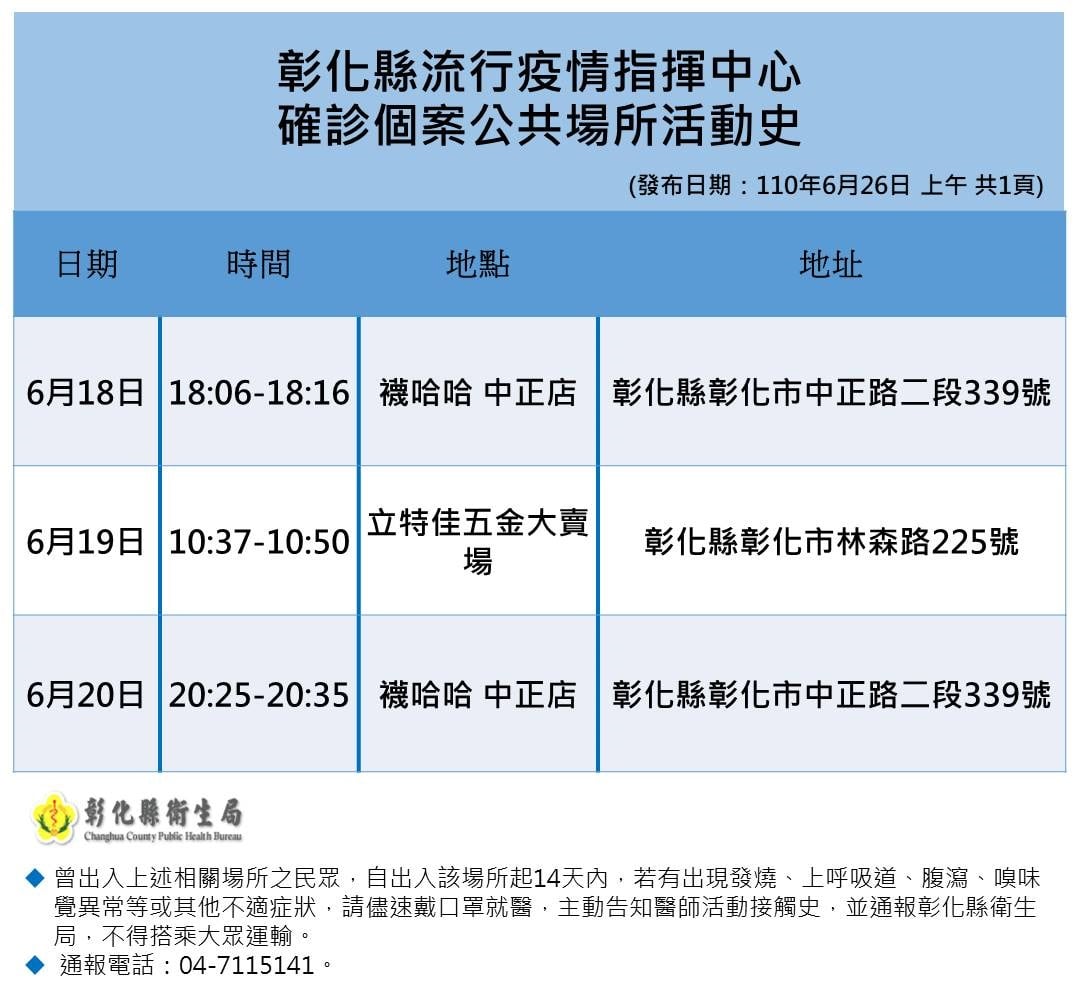 彰化縣流行疫情指揮中心
確診個案公共場所活動史
(發布日期：110年6月26日 上午 共1頁)
日期 時間 地點 地址
6月18日 18:06-18:16 襪哈哈 中正店 彰化縣彰化市中正路二段339號
6月19日 10:37-10:50 立特佳五金大賣
場 彰化縣彰化市林森路225號
6月20日 20:25-20:35 襪哈哈 中正店 彰化縣彰化市中正路二段339號
彰化縣衛生局
Changhua County Public Health Bureau
◆ 曾出入上述相關場所之民眾，自出入該場所起14天內，若有出現發燒、上呼吸道、腹瀉、嗅味
覺異常等或其他不適症狀，請儘速戴口罩就醫，主動告知醫師活動接觸史，並通報彰化縣衛生
局，不得搭乘大眾運輸。
◆ 通報電話：04-7115141。